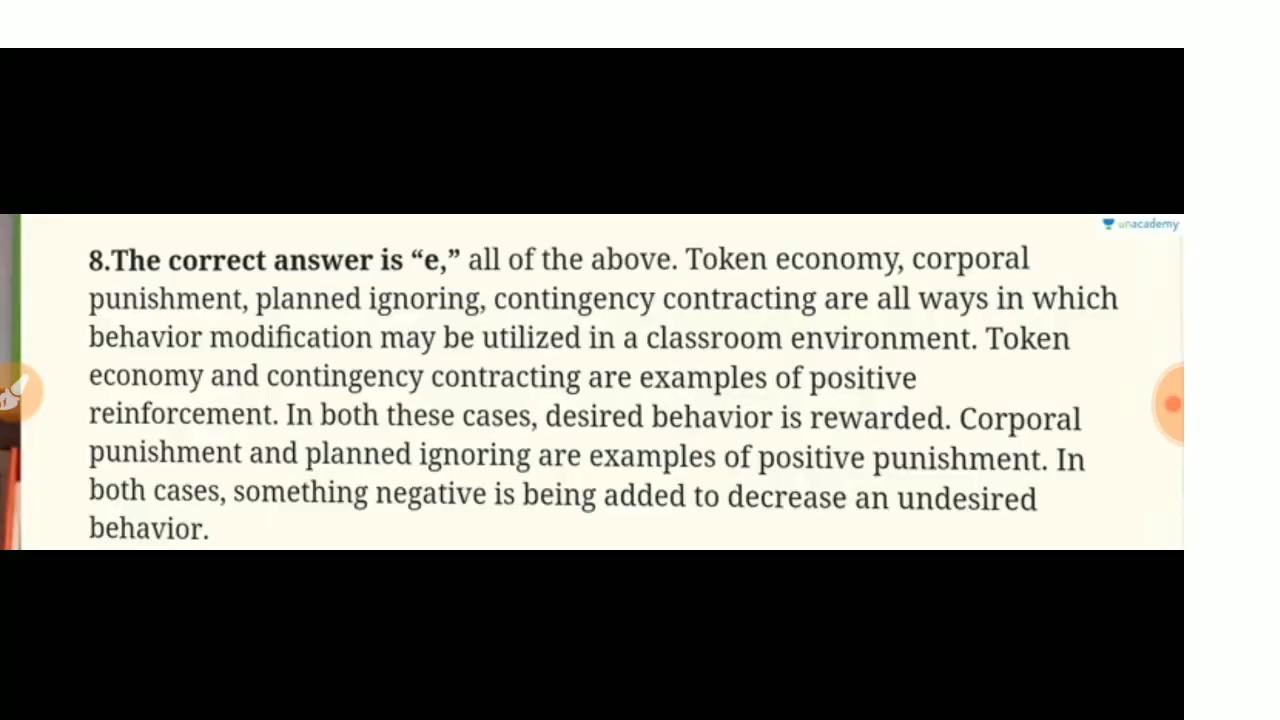 unacademy
8.The correct answer is “e,” all of the above. Token economy, corporal
punishment, planned ignoring, contingency contracting are all ways in which
behavior modification may be utilized in a classroom environment. Token
economy and contingency contracting are examples of positive
reinforcement. In both these cases, desired behavior is rewarded. Corporal
punishment and planned ignoring are examples of positive punishment. In
both cases, something negative is being added to decrease an undesired
behavior.